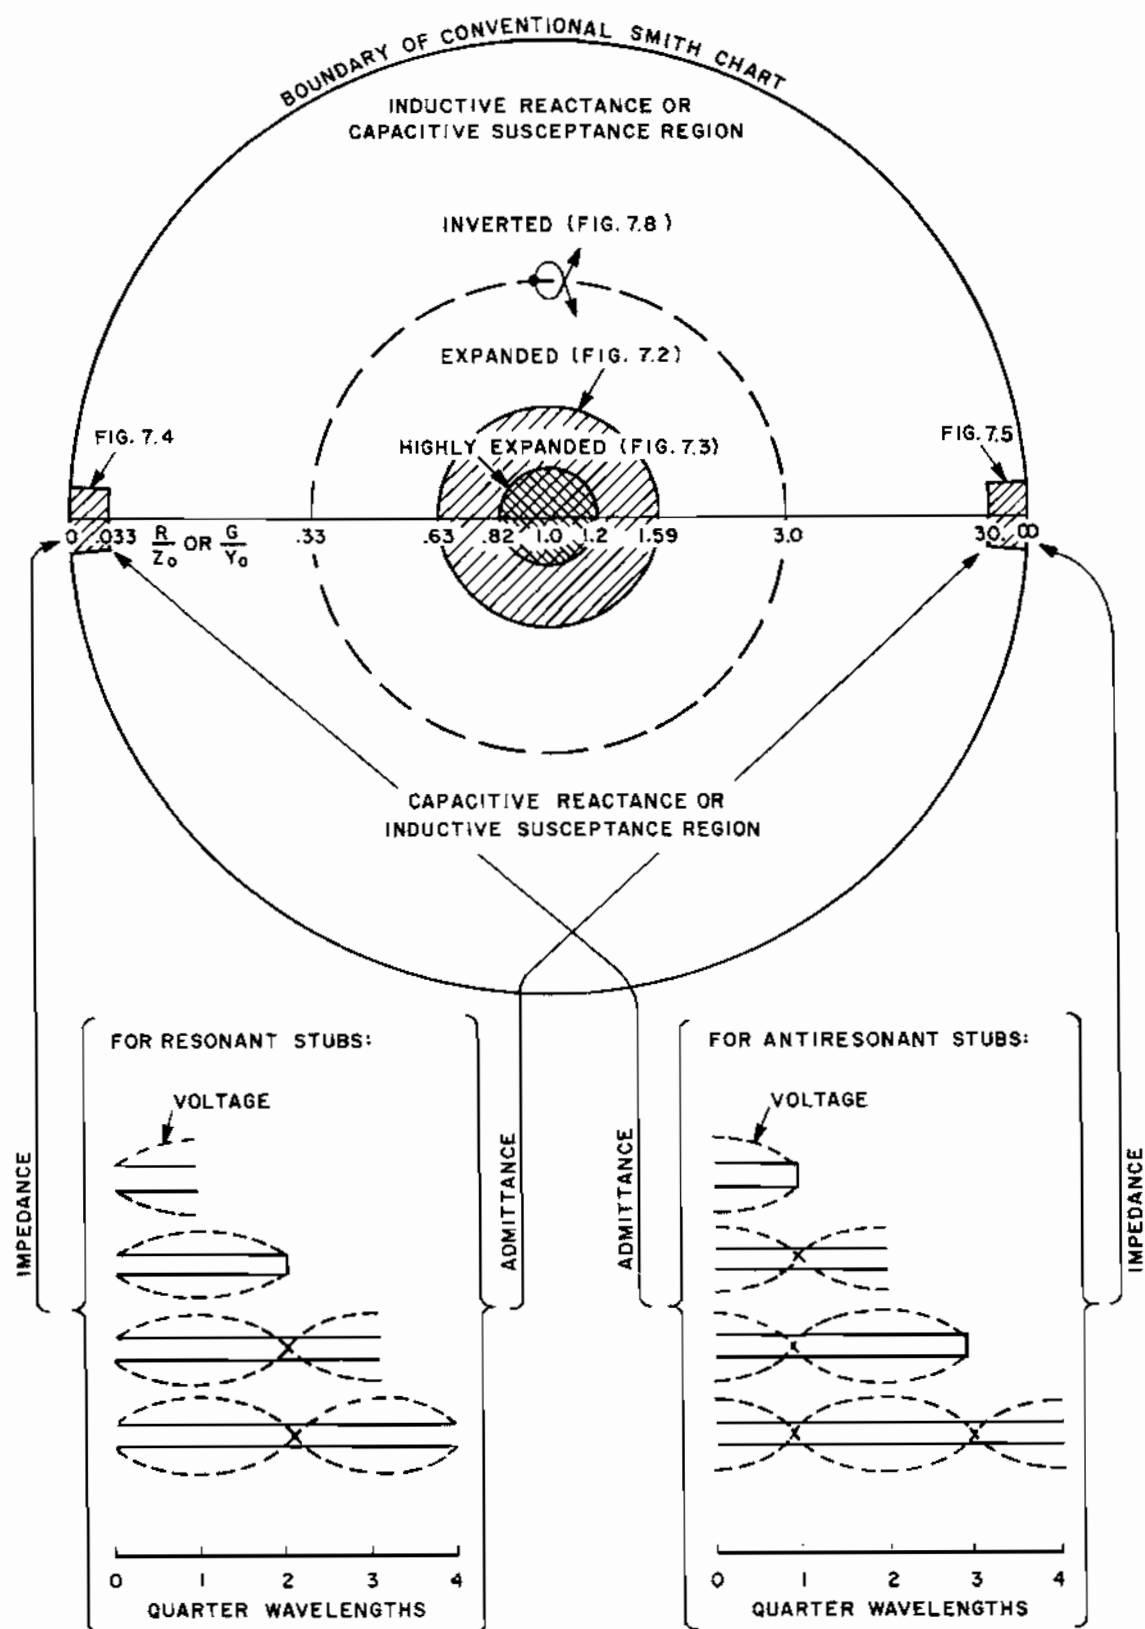 BOUNDARY OF CONVENTIONAL SMITH CHART
INDUCTIVE REACTANCE OR
CAPACITIVE SUSCEPTANCE REGION
INVERTED (FIG. 7.8)
EXPANDED (FIG. 7.2)
FIG. 7.4
HIGHLY EXPANDED (FIG. 7.3)
FIG. 7.5
0 .033 R/Z₀ OR G/Y₀ .33 .63 .82 1.0 1.2 1.59 3.0 30. ∞
CAPACITIVE REACTANCE OR
INDUCTIVE SUSCEPTANCE REGION
FOR RESONANT STUBS:
VOLTAGE
IMPEDANCE
ADMITTANCE
0 1 2 3 4
QUARTER WAVELENGTHS
FOR ANTIRESONANT STUBS:
VOLTAGE
ADMITTANCE
IMPEDANCE
0 1 2 3 4
QUARTER WAVELENGTHS